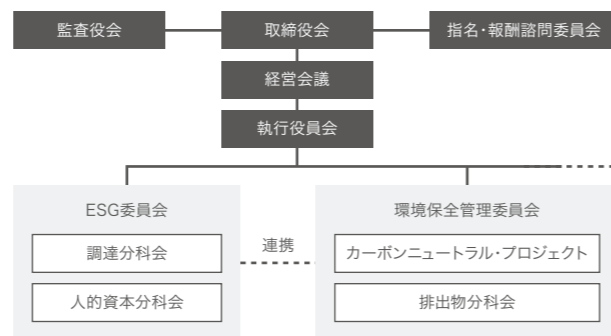 監査役会
取締役会
指名・報酬諮問委員会
経営会議
執行役員会
ESG委員会
調達分科会
人的資本分科会
連携
環境保全管理委員会
カーボンニュートラル・プロジェクト
排出物分科会